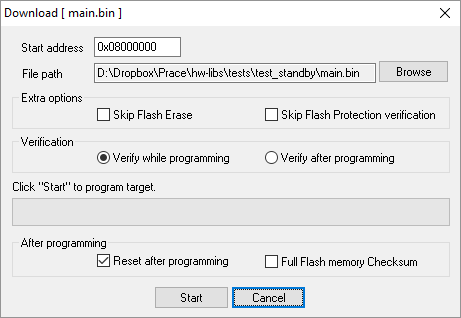 Download [ main.bin ]
Start address 0x08000000
File path D:\Dropbox\Prace\hw-libs\tests\test_standby\main.bin Browse
Extra options
Skip Flash Erase Skip Flash Protection verification
Verification
Verify while programming Verify after programming
Click "Start" to program target.
After programming
Reset after programming Full Flash memory Checksum
Start Cancel